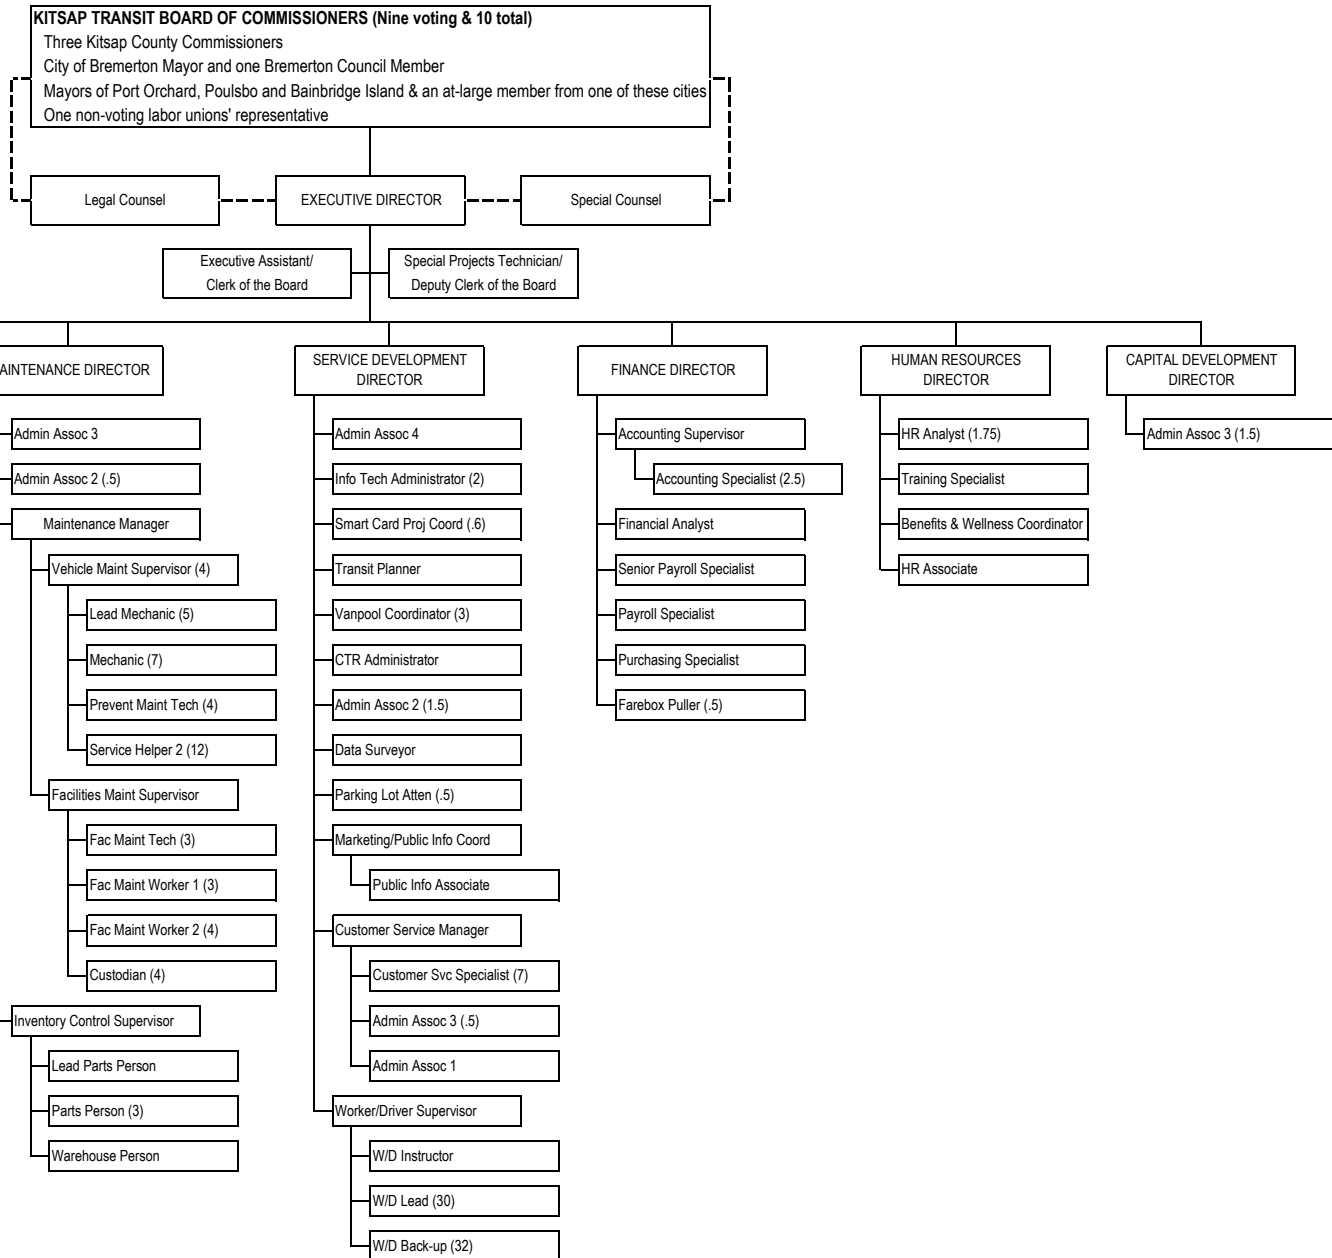 KITSAP TRANSIT BOARD OF COMMISSIONERS (Nine voting & 10 total)
Three Kitsap County Commissioners
City of Bremerton Mayor and one Bremerton Council Member
Mayors of Port Orchard, Poulsbo and Bainbridge Island & an at-large member from one of these cities
One non-voting labor unions' representative
Legal Counsel
EXECUTIVE DIRECTOR
Special Counsel
Executive Assistant/
Clerk of the Board
Special Projects Technician/
Deputy Clerk of the Board
AINTENANCE DIRECTOR
Admin Assoc 3
Admin Assoc 2 (.5)
Maintenance Manager
Vehicle Maint Supervisor (4)
Lead Mechanic (5)
Mechanic (7)
Prevent Maint Tech (4)
Service Helper 2 (12)
Facilities Maint Supervisor
Fac Maint Tech (3)
Fac Maint Worker 1 (3)
Fac Maint Worker 2 (4)
Custodian (4)
Inventory Control Supervisor
Lead Parts Person
Parts Person (3)
Warehouse Person
SERVICE DEVELOPMENT
DIRECTOR
Admin Assoc 4
Info Tech Administrator (2)
Smart Card Proj Coord (.6)
Transit Planner
Vanpool Coordinator (3)
CTR Administrator
Admin Assoc 2 (1.5)
Data Surveyor
Parking Lot Atten (.5)
Marketing/Public Info Coord
Public Info Associate
Customer Service Manager
Customer Svc Specialist (7)
Admin Assoc 3 (.5)
Admin Assoc 1
Worker/Driver Supervisor
W/D Instructor
W/D Lead (30)
W/D Back-up (32)
FINANCE DIRECTOR
Accounting Supervisor
Accounting Specialist (2.5)
Financial Analyst
Senior Payroll Specialist
Payroll Specialist
Purchasing Specialist
Farebox Puller (.5)
HUMAN RESOURCES
DIRECTOR
HR Analyst (1.75)
Training Specialist
Benefits & Wellness Coordinator
HR Associate
CAPITAL DEVELOPMENT
DIRECTOR
Admin Assoc 3 (1.5)